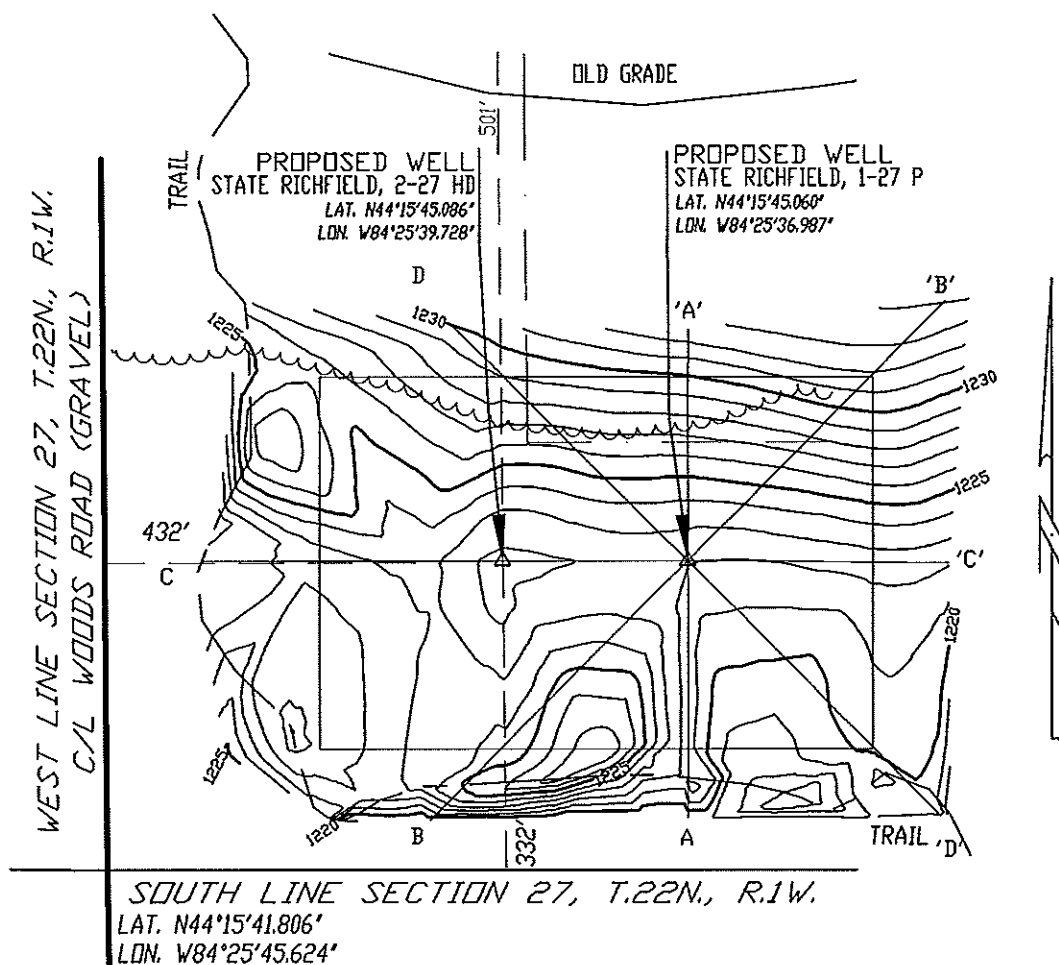 OLD GRADE
501'
TRAIL
PROPOSED WELL
STATE RICHFIELD, 2-27 HD
LAT. N44°15'45.086"
LON. W84°25'39.728"
PROPOSED WELL
STATE RICHFIELD, 1-27 P
LAT. N44°15'45.060"
LON. W84°25'36.987"
D
'A'
'B'
1225
1230
1230
1225
WEST LINE SECTION 27, T.22N., R.1W.
C/L WOODS ROAD (GRAVEL)
432'
C
'C'
1220
1225
1225
1220
B
332'
A
TRAIL
'D'
SOUTH LINE SECTION 27, T.22N., R.1W.
LAT. N44°15'41.806"
LON. W84°25'45.624"